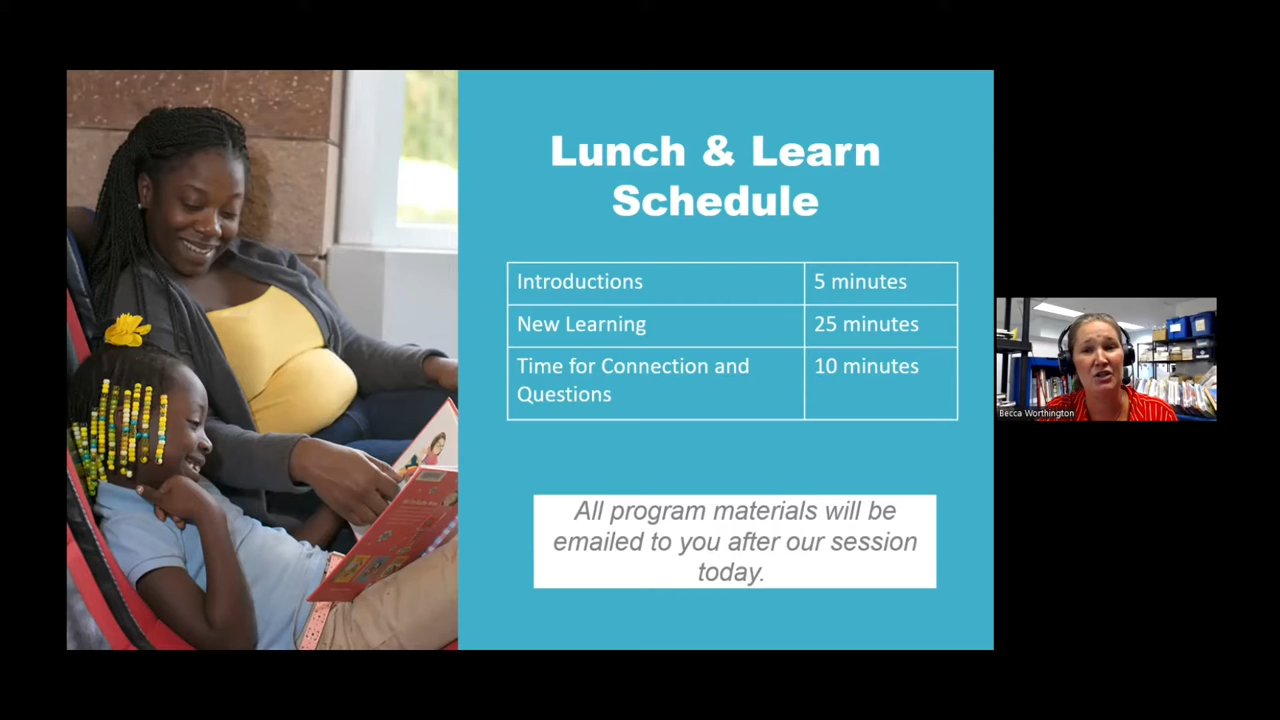 Lunch & Learn
Schedule
Introductions
5 minutes
New Learning
25 minutes
Time for Connection and
Questions
10 minutes
All program materials will be
emailed to you after our session
today.
Becca Worthington